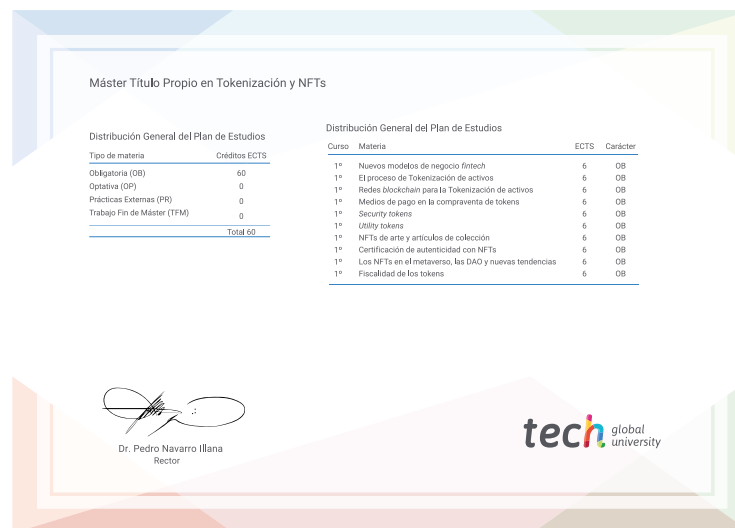 Máster Título Propio en Tokenización y NFTs
Distribución General del Plan de Estudios
Tipo de materia Créditos ECTS
Obligatoria (OB) 60
Optativa (OP) 0
Prácticas Externas (PR) 0
Trabajo Fin de Máster (TFM) 0
Total 60
Distribución General del Plan de Estudios
Curso Materia ECTS Carácter
1º Nuevos modelos de negocio fintech 6 OB
1º El proceso de Tokenización de activos 6 OB
1º Redes blockchain para la Tokenización de activos 6 OB
1º Medios de pago en la compraventa de tokens 6 OB
1º Security tokens 6 OB
1º Utility tokens 6 OB
1º NFTs de arte y artículos de colección 6 OB
1º Certificación de autenticidad con NFTs 6 OB
1º Los NFTs en el metaverso, las DAO y nuevas tendencias 6 OB
1º Fiscalidad de los tokens 6 OB
Dr. Pedro Navarro Illana
Rector
tech global university